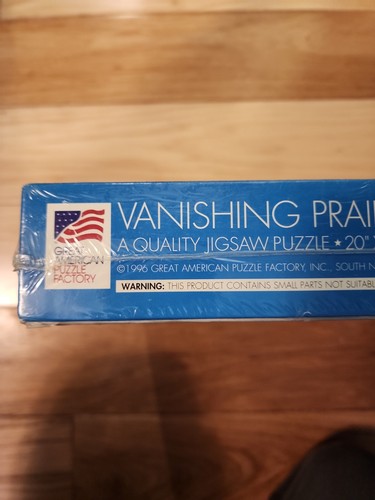 GREAT
AMERICAN
PUZZLE
FACTORY
VANISHING PRAI
A QUALITY JIGSAW PUZZLE ★ 20"
©1996 GREAT AMERICAN PUZZLE FACTORY, INC., SOUTH N
WARNING: THIS PRODUCT CONTAINS SMALL PARTS NOT SUITABL